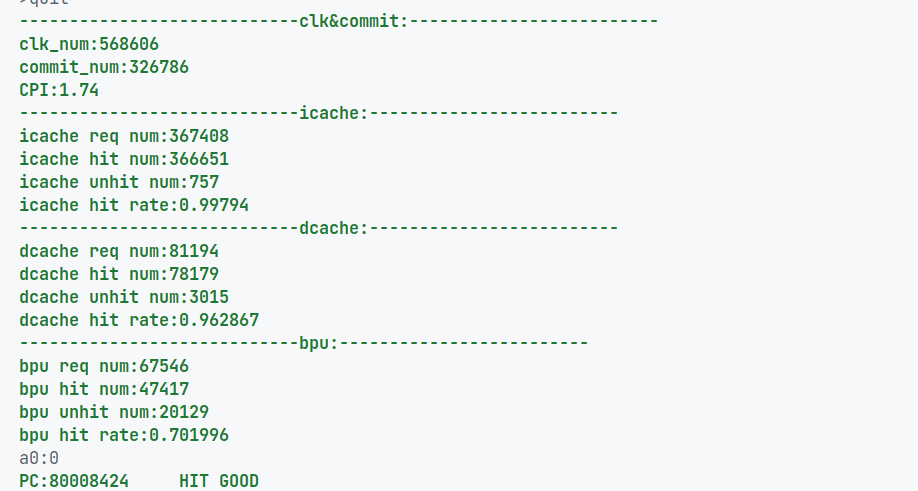 >quit
----------------------------clk&commit:-------------------------
clk_num:568606
commit_num:326786
CPI:1.74
----------------------------icache:-------------------------
icache req num:367408
icache hit num:366651
icache unhit num:757
icache hit rate:0.99794
----------------------------dcache:-------------------------
dcache req num:81194
dcache hit num:78179
dcache unhit num:3015
dcache hit rate:0.962867
----------------------------bpu:-------------------------
bpu req num:67546
bpu hit num:47417
bpu unhit num:20129
bpu hit rate:0.701996
a0:0
PC:80008424     HIT GOOD